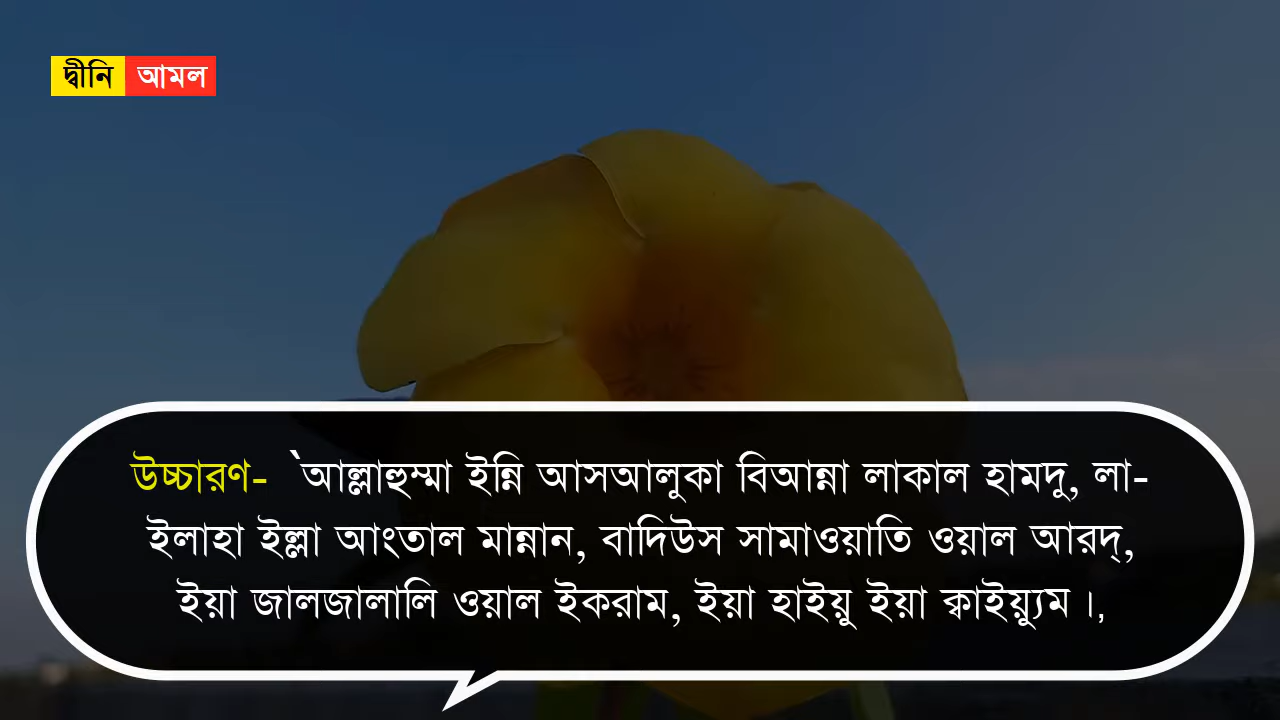 দ্বীনি আমল
উচ্চারণ- `আল্লাহুম্মা ইন্নি আসআলুকা বিআন্না লাকাল হামদু, লা-
ইলাহা ইল্লা আংতাল মান্নান, বাদিউস সামাওয়াতি ওয়াল আরদ্,
ইয়া জালজালালি ওয়াল ইকরাম, ইয়া হাইয়ু ইয়া ক্বাইয়্যুম।,